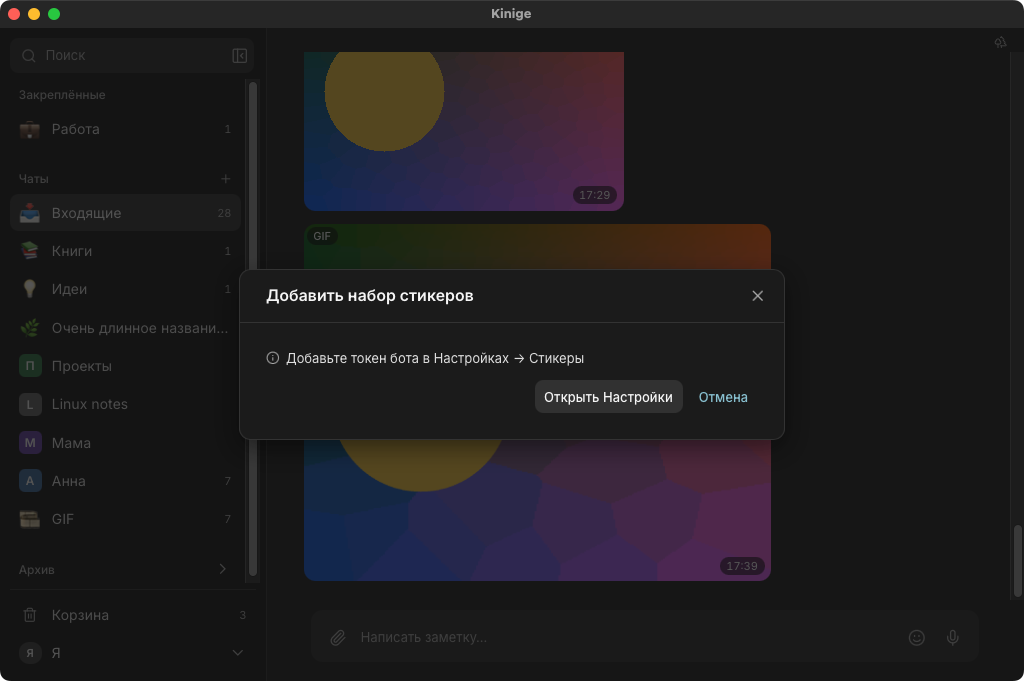 Kinige
Поиск
Закреплённые
Работа 1
Чаты
Входящие 28
Книги 1
Идеи 1
Очень длинное названи...
П Проекты
L Linux notes
М Мама
А Анна 7
GIF 7
Архив
Корзина 3
Я Я
17:29
GIF
Добавить набор стикеров
Добавьте токен бота в Настройках → Стикеры
Открыть Настройки Отмена
17:39
Написать заметку...